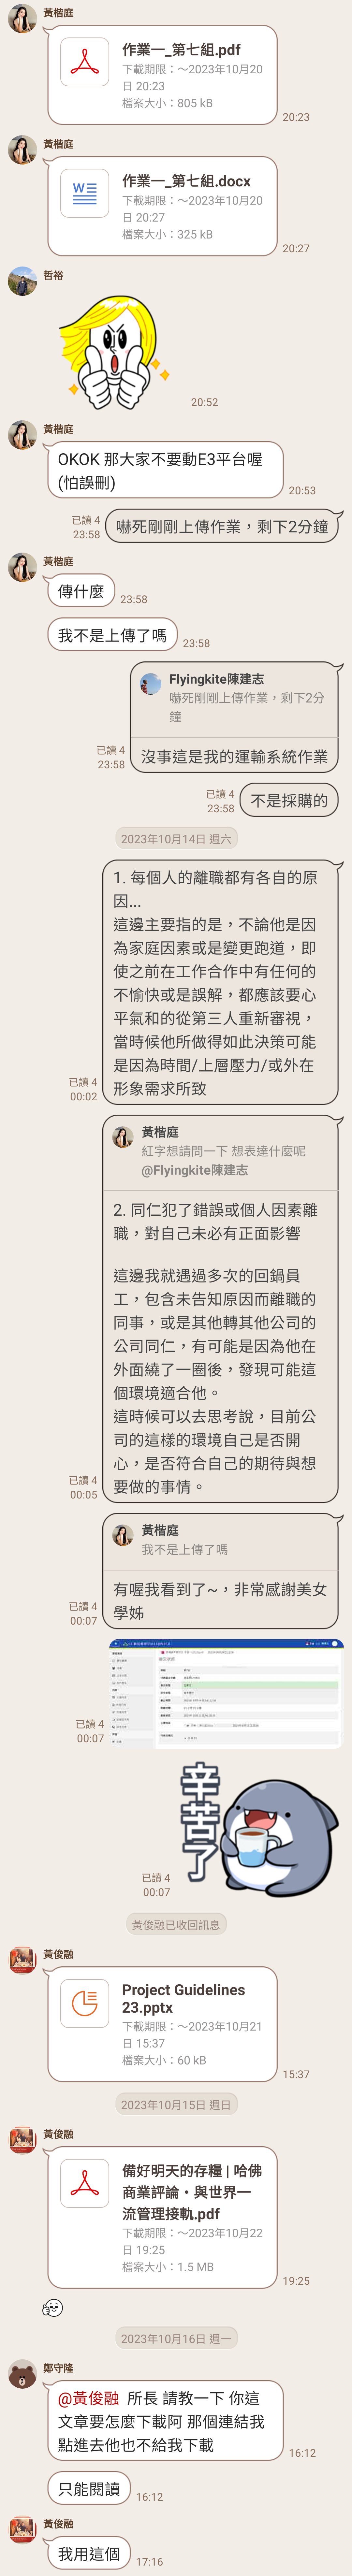 黃楷庭
作業一_第七組.pdf
下載期限：～2023年10月20
日 20:23
檔案大小：805 kB
20:23
黃楷庭
作業一_第七組.docx
下載期限：～2023年10月20
日 20:27
檔案大小：325 kB
20:27
哲裕
20:52
黃楷庭
OKOK 那大家不要動E3平台喔
(怕誤刪)
20:53
嚇死剛剛上傳作業，剩下2分鐘
已讀 4
23:58
黃楷庭
傳什麼
23:58
我不是上傳了嗎
23:58
Flyingkite陳建志
嚇死剛剛上傳作業，剩下2分
鐘
沒事這是我的運輸系統作業
已讀 4
23:58
不是採購的
已讀 4
23:58
2023年10月14日 週六
1. 每個人的離職都有各自的原
因...
這邊主要指的是，不論他是因
為家庭因素或是變更跑道，即
使之前在工作合作中有任何的
不愉快或是誤解，都應該要心
平氣和的從第三人重新審視，
當時候他所做得如此決策可能
是因為時間/上層壓力/或外在
形象需求所致
已讀 4
00:02
黃楷庭
紅字想請問一下 想表達什麼呢
@Flyingkite陳建志
2. 同仁犯了錯誤或個人因素離
職，對自己未必有正面影響
這邊我就遇過多次的回鍋員
工，包含未告知原因而離職的
同事，或是其他轉其他公司的
公司同仁，有可能是因為他在
外面繞了一圈後，發現可能這
個環境適合他。
這時候可以去思考說，目前公
司的這樣的環境自己是否開
心，是否符合自己的期待與想
要做的事情。
已讀 4
00:05
黃楷庭
我不是上傳了嗎
有喔我看到了~，非常感謝美女
學姊
已讀 4
00:07
已讀 4
00:07
辛苦了
已讀 4
00:07
黃俊融已收回訊息
黃俊融
Project Guidelines
23.pptx
下載期限：～2023年10月21
日 15:37
檔案大小：60 kB
15:37
2023年10月15日 週日
黃俊融
備好明天的存糧 | 哈佛
商業評論・與世界一
流管理接軌.pdf
下載期限：～2023年10月22
日 19:25
檔案大小：1.5 MB
19:25
2023年10月16日 週一
鄭守隆
@黃俊融 所長 請教一下 你這
文章要怎麼下載阿 那個連結我
點進去他也不給我下載
16:12
只能閱讀
16:12
黃俊融
我用這個
17:16